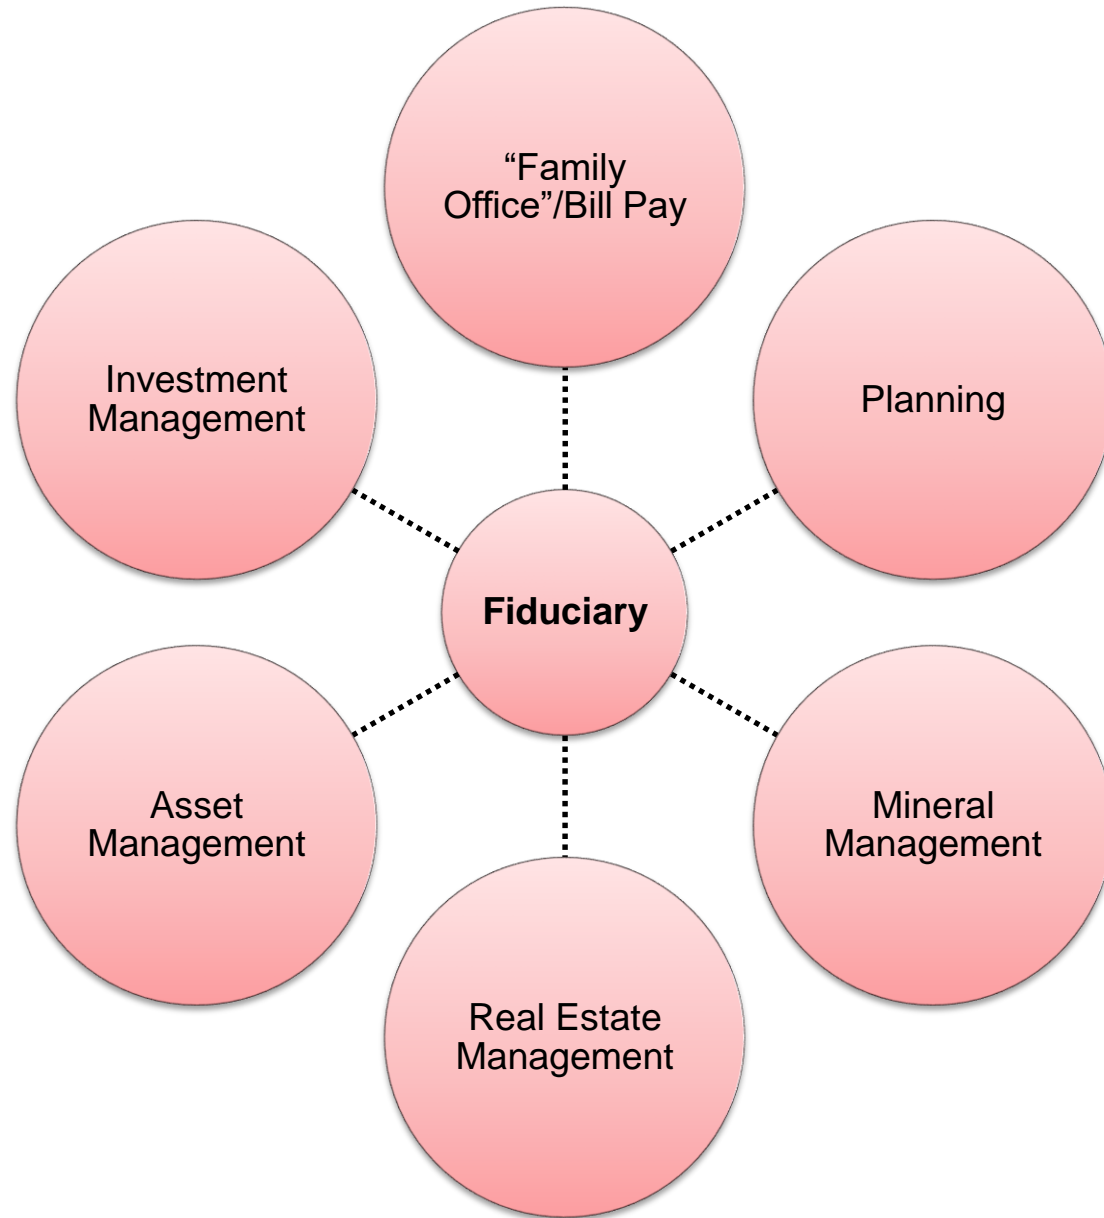 “Family
Office”/Bill Pay
Planning
Mineral
Management
Real Estate
Management
Asset
Management
Investment
Management
Fiduciary